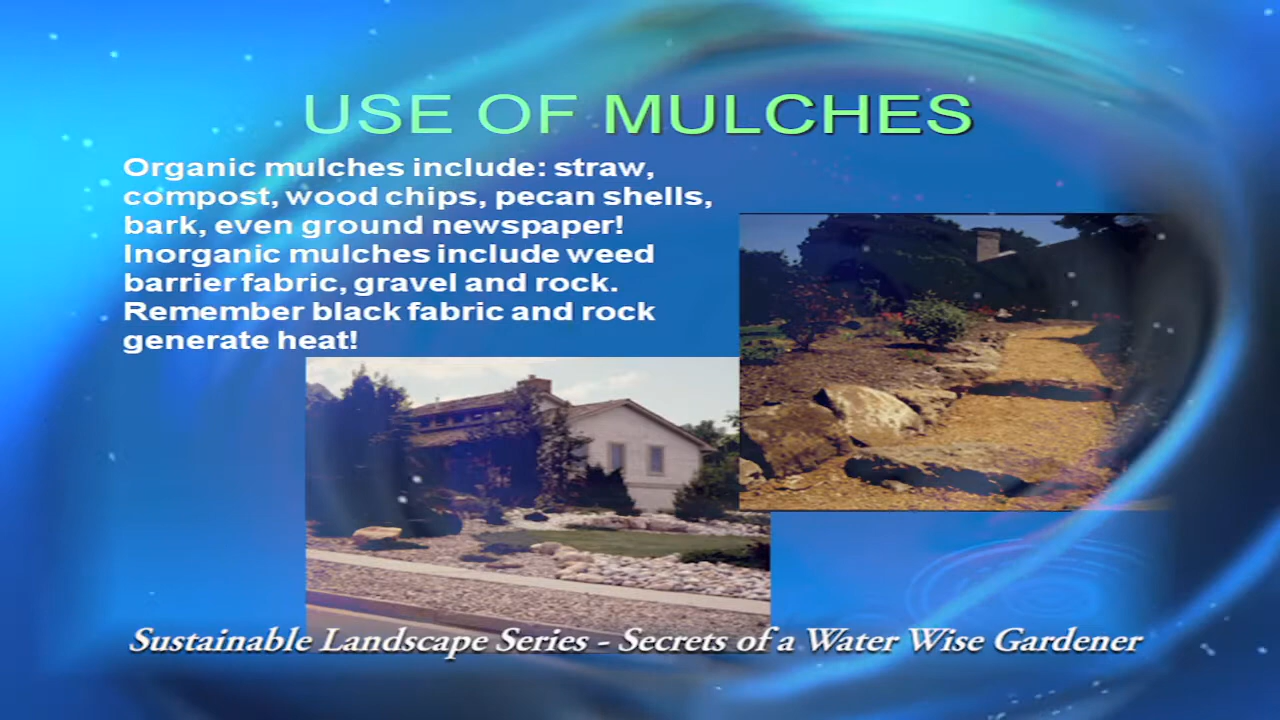 USE OF MULCHES
Organic mulches include: straw,
compost, wood chips, pecan shells,
bark, even ground newspaper!
Inorganic mulches include weed
barrier fabric, gravel and rock.
Remember black fabric and rock
generate heat!
Sustainable Landscape Series - Secrets of a Water Wise Gardener